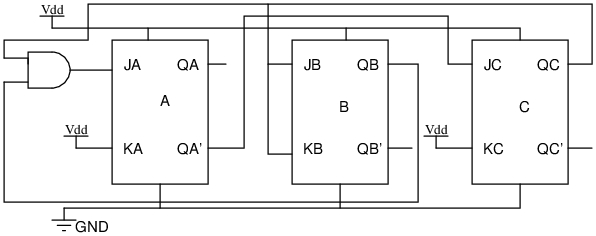 Vdd
JA QA JB QB JC QC
A B C
Vdd Vdd
KA QA' KB QB' KC QC'
GND